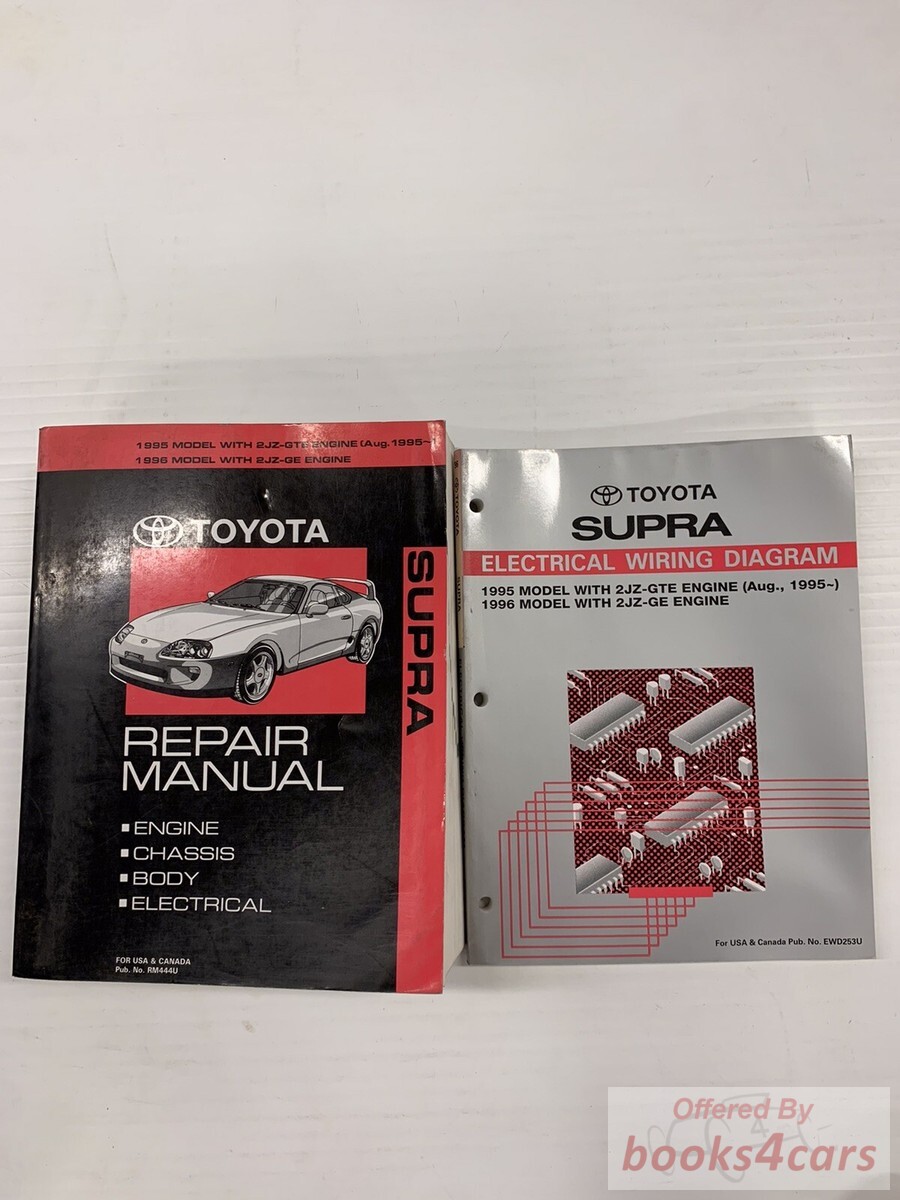 1995 MODEL WITH 2JZ-GTE ENGINE (Aug. 1995~)
1996 MODEL WITH 2JZ-GE ENGINE
TOYOTA
SUPRA
REPAIR
MANUAL
ENGINE
CHASSIS
BODY
ELECTRICAL
FOR USA & CANADA
Pub. No. RM444U
TOYOTA
SUPRA
ELECTRICAL WIRING DIAGRAM
1995 MODEL WITH 2JZ-GTE ENGINE (Aug., 1995~)
1996 MODEL WITH 2JZ-GE ENGINE
For USA & Canada Pub. No. EWD253U
Offered By
books4cars